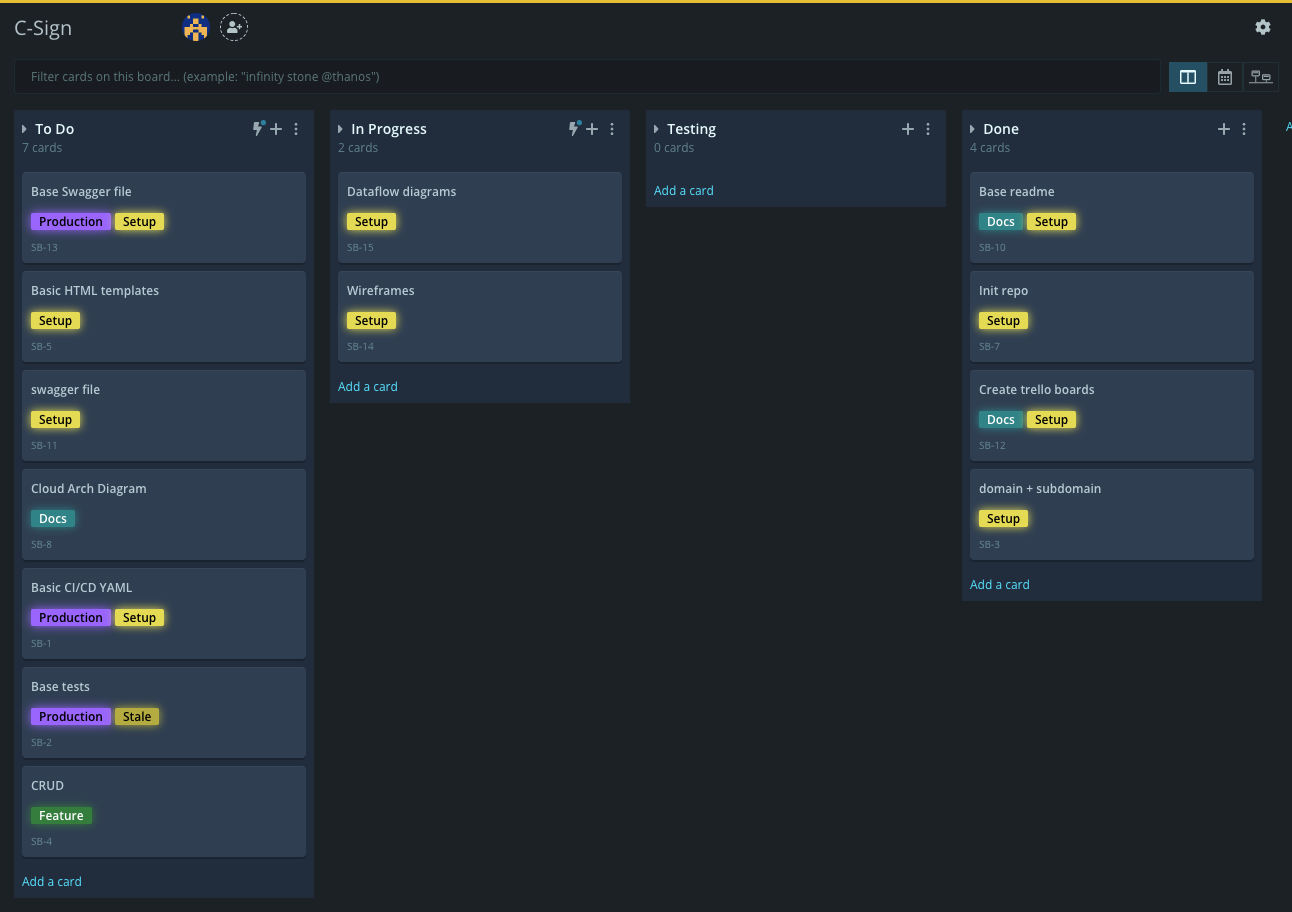 C-Sign
Filter cards on this board... (example: "infinity stone @thanos")
To Do
7 cards
Base Swagger file
Production Setup
SB-13
Basic HTML templates
Setup
SB-5
swagger file
Setup
SB-11
Cloud Arch Diagram
Docs
SB-8
Basic CI/CD YAML
Production Setup
SB-1
Base tests
Production Stale
SB-2
CRUD
Feature
SB-4
Add a card
In Progress
2 cards
Dataflow diagrams
Setup
SB-15
Wireframes
Setup
SB-14
Add a card
Testing
0 cards
Add a card
Done
4 cards
Base readme
Docs Setup
SB-10
Init repo
Setup
SB-7
Create trello boards
Docs Setup
SB-12
domain + subdomain
Setup
SB-3
Add a card